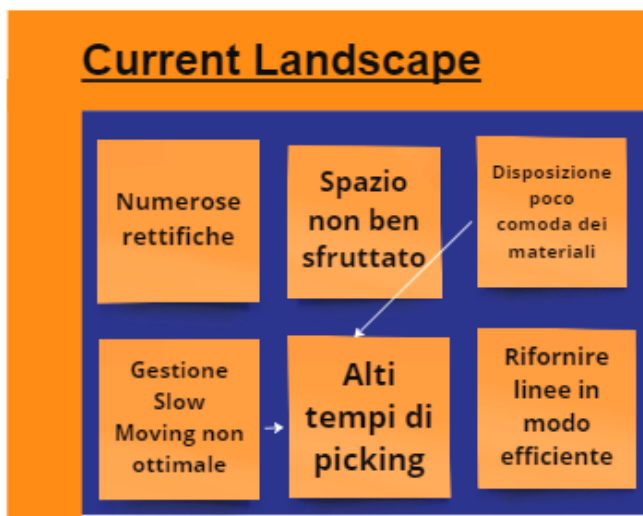 Current Landscape
Numerose
rettifiche
Spazio
non ben
sfruttato
Disposizione
poco
comoda dei
materiali
Gestione
Slow
Moving non
ottimale
Alti
tempi di
picking
Rifornire
linee in
modo
efficiente